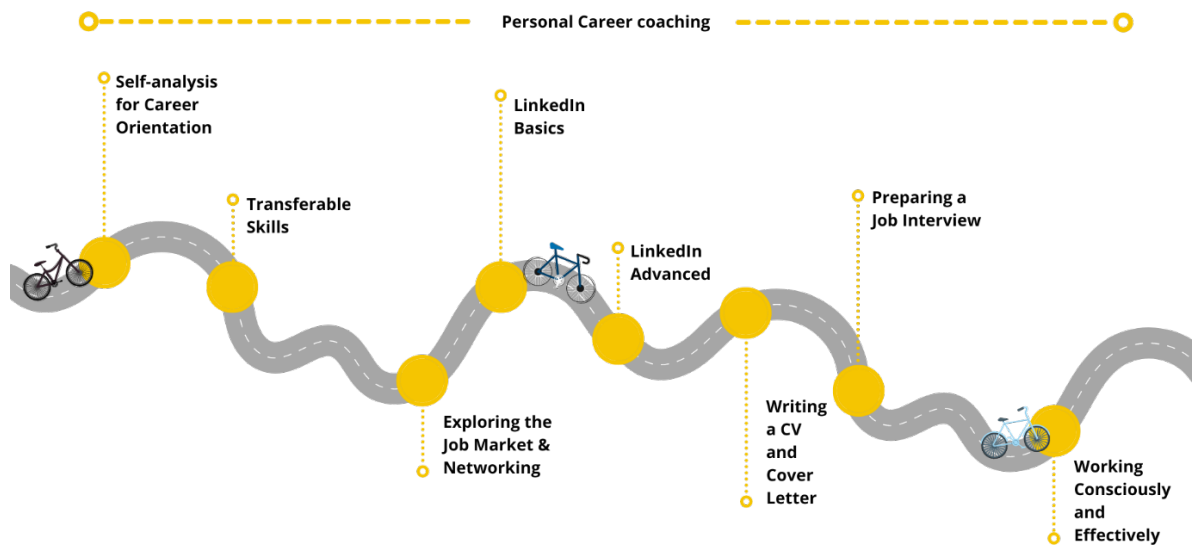 Personal Career coaching
Self-analysis
for Career
Orientation
Transferable
Skills
Exploring the
Job Market &
Networking
LinkedIn
Basics
LinkedIn
Advanced
Writing
a CV
and
Cover
Letter
Preparing a
Job Interview
Working
Consciously
and
Effectively